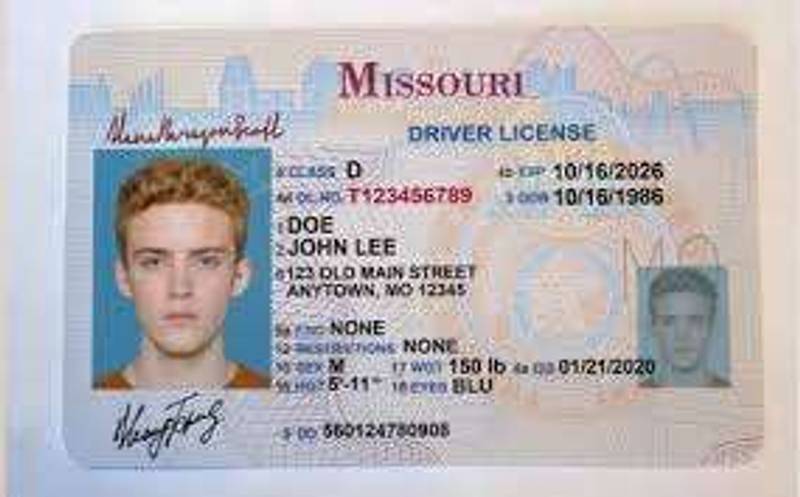 MISSOURI
DRIVER LICENSE
9 CLASS D
4b EXP 10/16/2026
4d DL NO. T123456789
3 DOB 10/16/1986
1 DOE
2 JOHN LEE
8 123 OLD MAIN STREET
ANYTOWN, MO 12345
MO
9a END NONE
12 RESTRICTIONS NONE
15 SEX M 17 WGT 150 lb 4a ISS 01/21/2020
16 HGT 5'-11" 18 EYES BLU
5 DD 560124780908